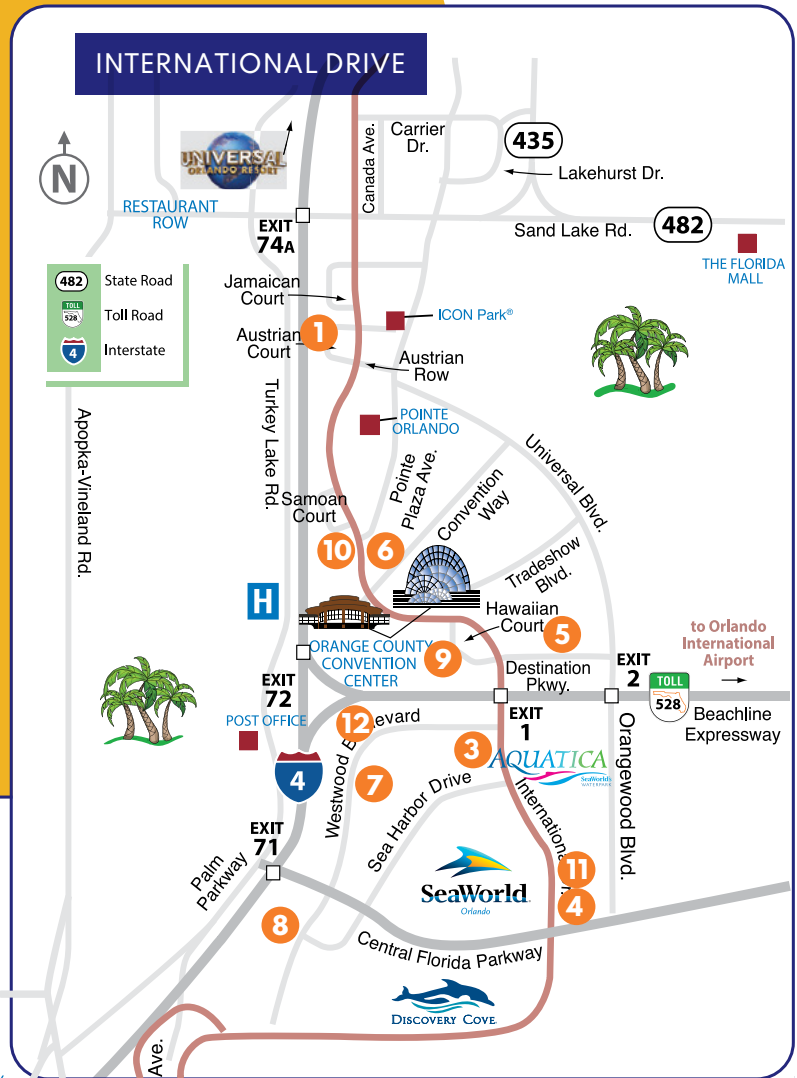 INTERNATIONAL DRIVE
N
UNIVERSAL
ORLANDO RESORT
Canada Ave.
Carrier
Dr.
435
Lakehurst Dr.
RESTAURANT
ROW
EXIT
74A
Sand Lake Rd.
482
THE FLORIDA
MALL
482 State Road
TOLL
528
Toll Road
4 Interstate
Jamaican
Court
ICON Park®
Austrian
Court
1
Austrian
Row
Turkey Lake Rd.
Apopka-Vineland Rd.
POINTE
ORLANDO
Pointe
Plaza Ave.
Convention
Way
Universal Blvd.
Samoan
Court
10
6
Tradeshow
Blvd.
H
Hawaiian
Court
5
ORANGE COUNTY
CONVENTION
CENTER
9
to Orlando
International
Airport
Destination
Pkwy.
EXIT
2
TOLL
528
Beachline
Expressway
EXIT
72
POST OFFICE
12
EXIT
1
3
AQUATICA
SeaWorld's
WATERPARK
4
Westwood B levard
7
Sea Harbor Drive
International
Orangewood Blvd.
EXIT
71
Palm
Parkway
SeaWorld
Orlando
11
4
8
Central Florida Parkway
DISCOVERY COVE
Ave.